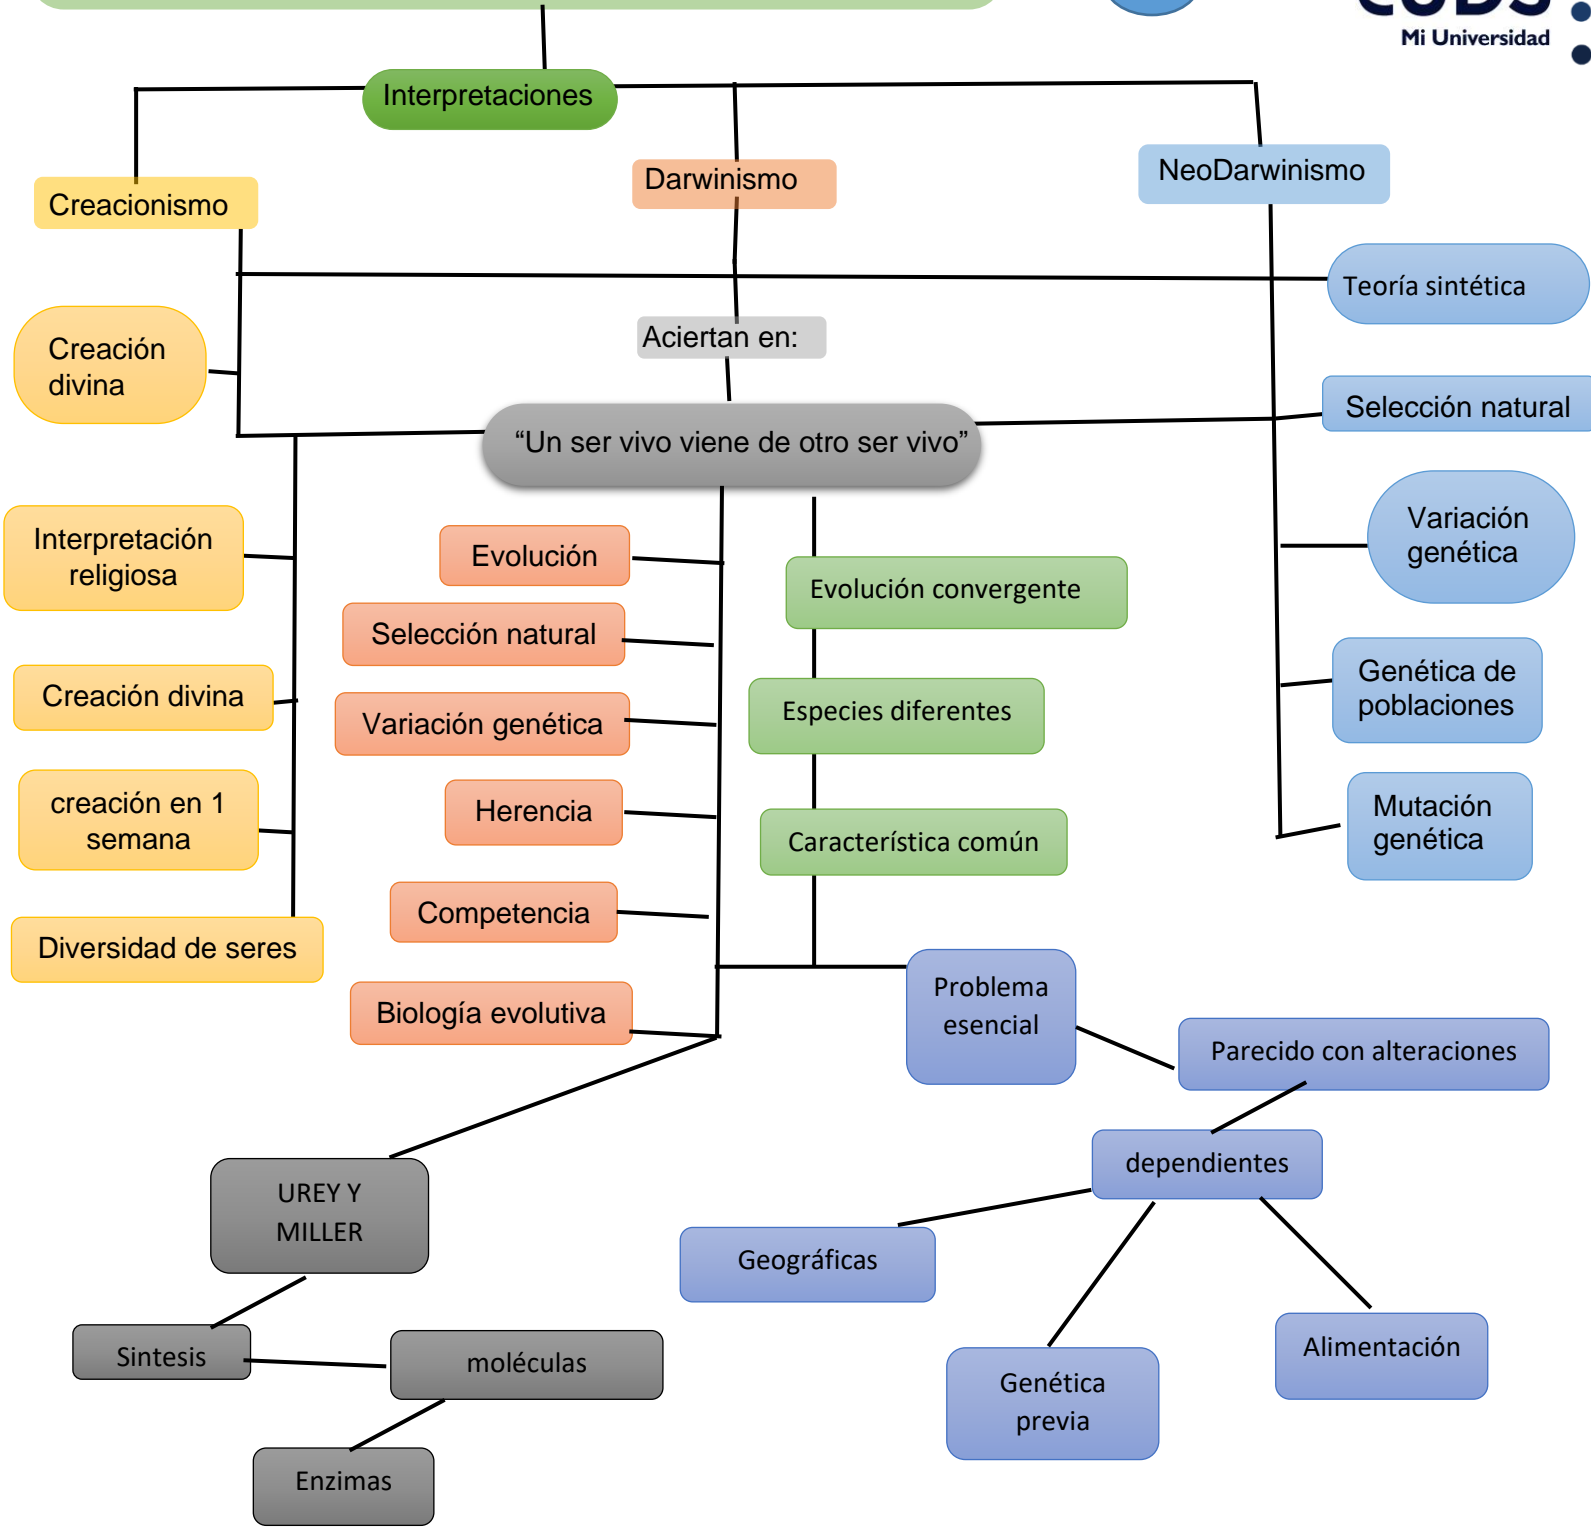 Mi Universidad
Interpretaciones
Creacionismo
Darwinismo
NeoDarwinismo
Teoría sintética
Creación
divina
Aciertan en:
Selección natural
“Un ser vivo viene de otro ser vivo”
Interpretación
religiosa
Evolución
Evolución convergente
Variación
genética
Selección natural
Creación divina
Variación genética
Especies diferentes
Genética de
poblaciones
creación en 1
semana
Herencia
Característica común
Mutación
genética
Competencia
Diversidad de seres
Biología evolutiva
Problema
esencial
Parecido con alteraciones
UREY Y
MILLER
dependientes
Geográficas
Sintesis
moléculas
Genética
previa
Alimentación
Enzimas